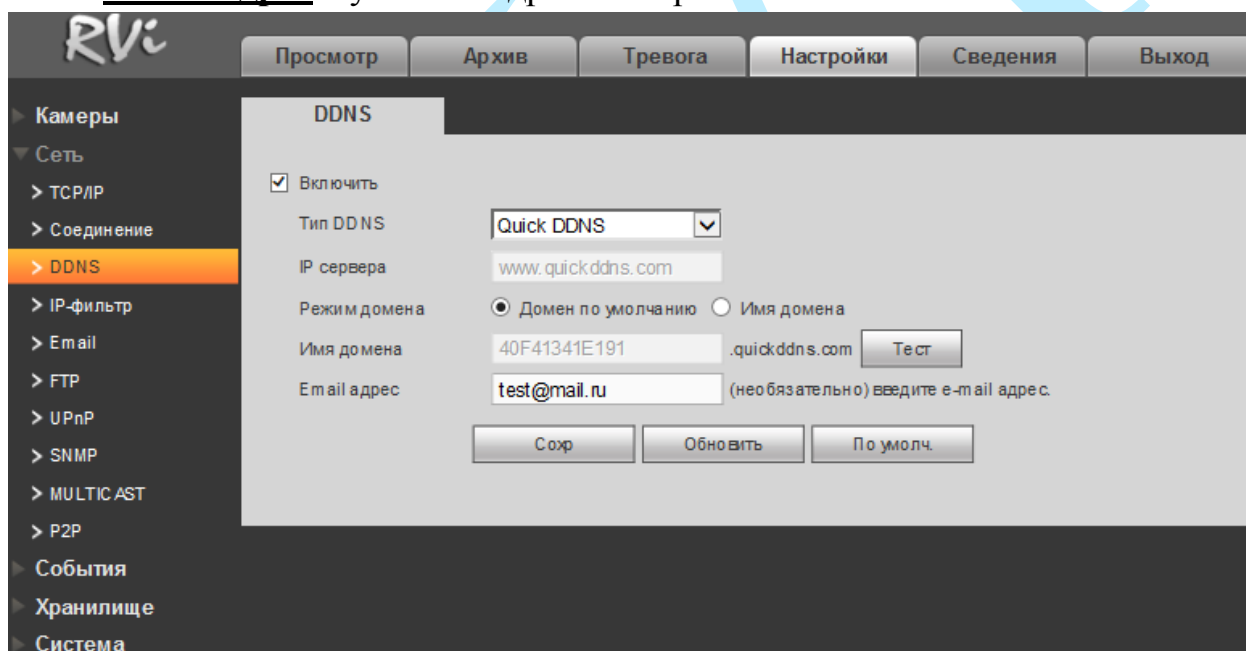 RVi
Просмотр Архив Тревога Настройки Сведения Выход
Камеры
Сеть
> TCP/IP
> Соединение
> DDNS
> IP-фильтр
> Email
> FTP
> UPnP
> SNMP
> MULTICAST
> P2P
События
Хранилище
Система
DDNS
Включить
Тип DDNS Quick DDNS
IP сервера www.quickddns.com
Режим домена Домен по умолчанию Имя домена
Имя домена 40F41341E191 .quickddns.com Тест
Email адрес test@mail.ru (необязательно) введите e-mail адрес.
Сохр Обновить По умолч.